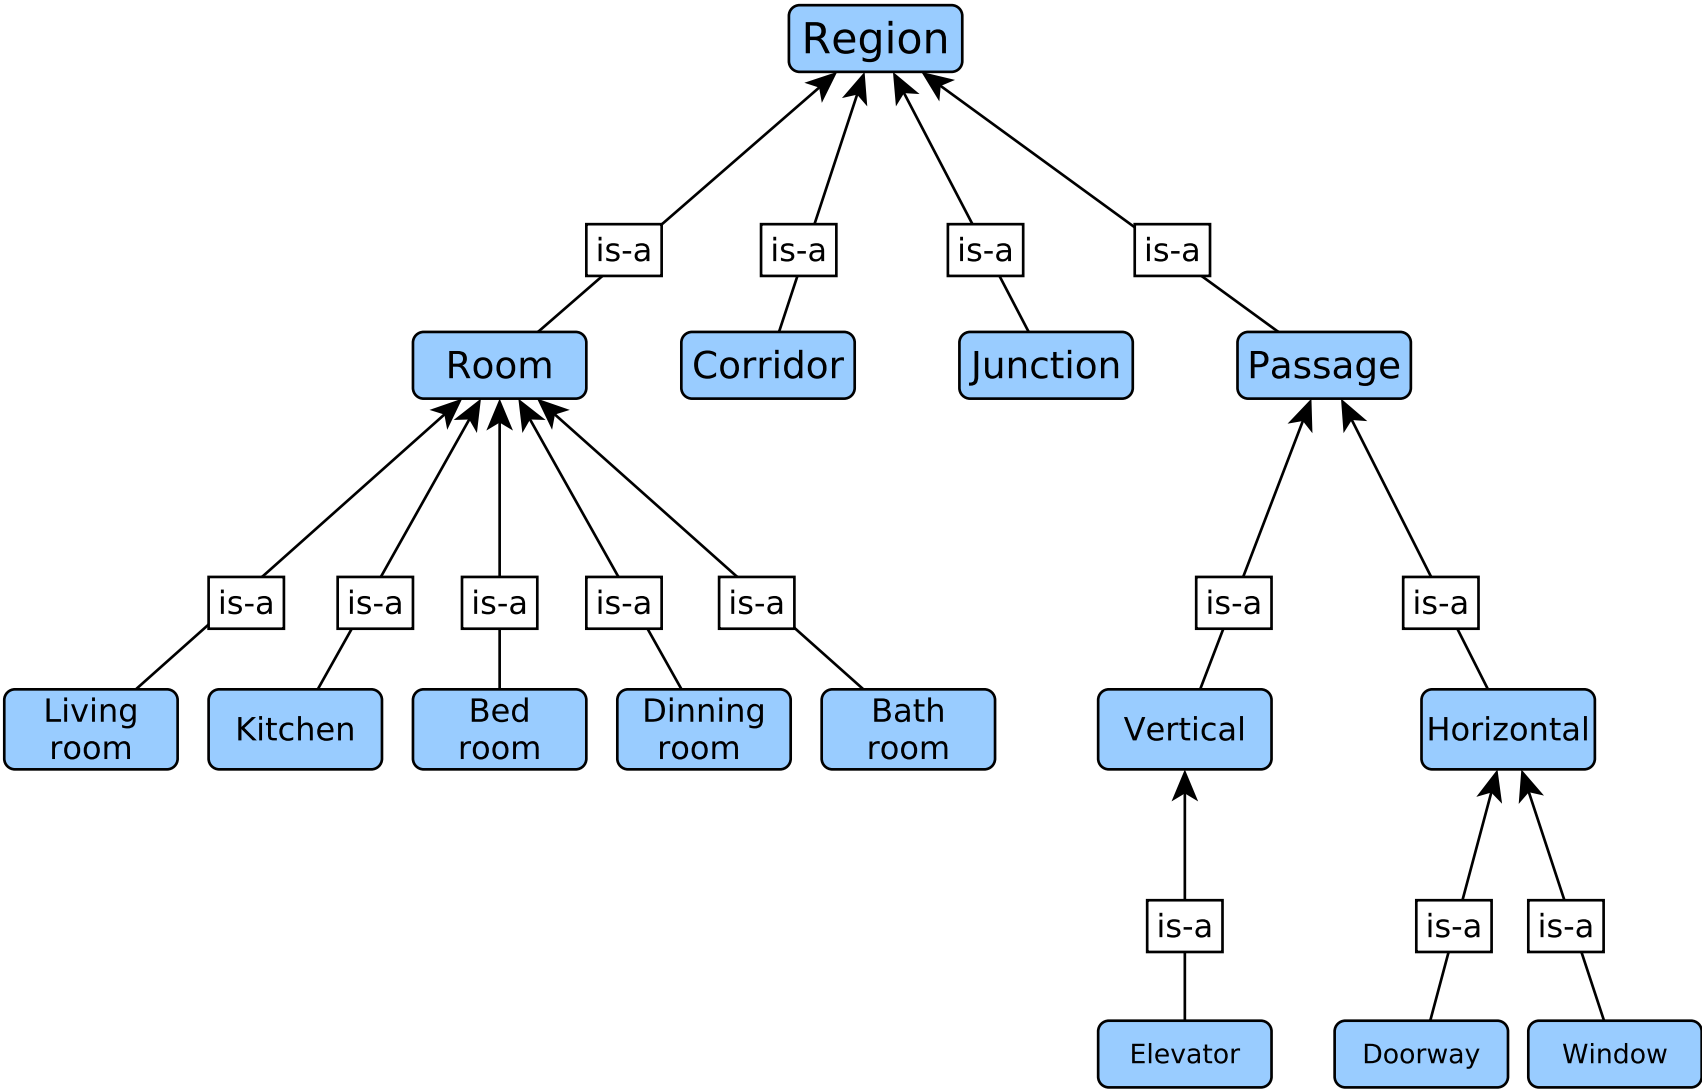 Region
is-a
is-a
is-a
is-a
Room
Corridor
Junction
Passage
is-a
is-a
is-a
is-a
is-a
is-a
is-a
Living
room
Kitchen
Bed
room
Dinning
room
Bath
room
Vertical
Horizontal
is-a
is-a
is-a
Elevator
Doorway
Window